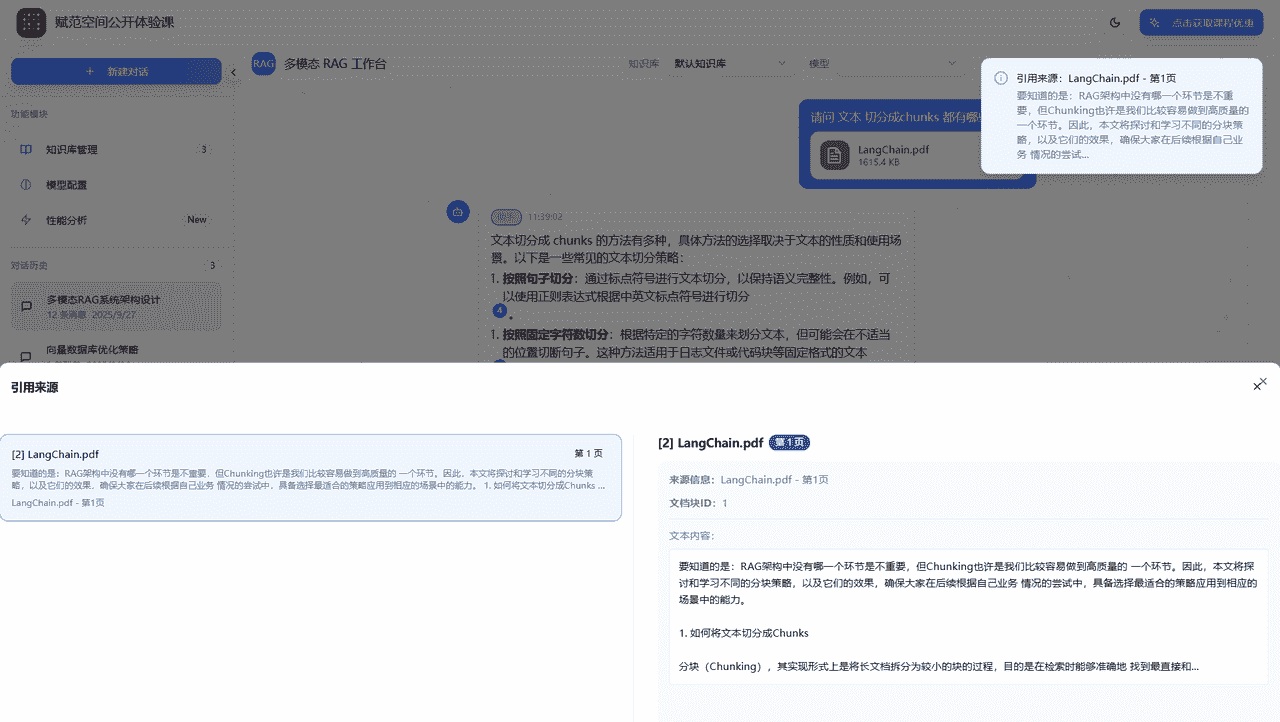 赋范空间公开体验课
点击获取课程优惠
新建对话
RAG 多模态 RAG 工作台
知识库 默认知识库
模型
引用来源：LangChain.pdf - 第1页
要知道的是：RAG架构中没有哪一个环节是不重
要，但Chunking也许是我们比较容易做到高质量的
一个环节。因此，本文将探讨和学习不同的分块策
略，以及它们的效果，确保大家在后续根据自己业
务 情况的尝试...
功能模块
知识库管理 3
模型配置
性能分析 New
对话历史 3
多模态RAG系统架构设计
12 条消息 2025/9/27
向量数据库优化策略
请问 文本 切分成chunks 都有哪
LangChain.pdf
1615.4 KB
11:39:02
文本切分成 chunks 的方法有多种，具体方法的选择取决于文本的性质和使用场
景。以下是一些常见的文本切分策略：
1. 按照句子切分：通过标点符号进行文本切分，以保持语义完整性。例如，可
以使用正则表达式根据中英文标点符号进行切分
4 。
1. 按照固定字符数切分：根据特定的字符数量来划分文本，但可能会在不适当
的位置切断句子。这种方法适用于日志文件或代码块等固定格式的文本
引用来源
[2] LangChain.pdf 第 1 页
要知道的是：RAG架构中没有哪一个环节是不重要，但Chunking也许是我们比较容易做到高质量的 一个环节。因此，本文将探讨和学习不同的分块策
略，以及它们的效果，确保大家在后续根据自己业务 情况的尝试中，具备选择最适合的策略应用到相应的场景中的能力。 1. 如何将文本切分成Chunks ...
LangChain.pdf - 第1页
[2] LangChain.pdf 第 1 页
来源信息：LangChain.pdf - 第1页
文档块ID：1
文本内容：
要知道的是：RAG架构中没有哪一个环节是不重要，但Chunking也许是我们比较容易做到高质量的 一个环节。因此，本文将探
讨和学习不同的分块策略，以及它们的效果，确保大家在后续根据自己业务 情况的尝试中，具备选择最适合的策略应用到相应的
场景中的能力。
1. 如何将文本切分成Chunks
分块（Chunking），其实现形式上是将长文档拆分为较小的块的过程，目的是在检索时能够准确地 找到最直接和...